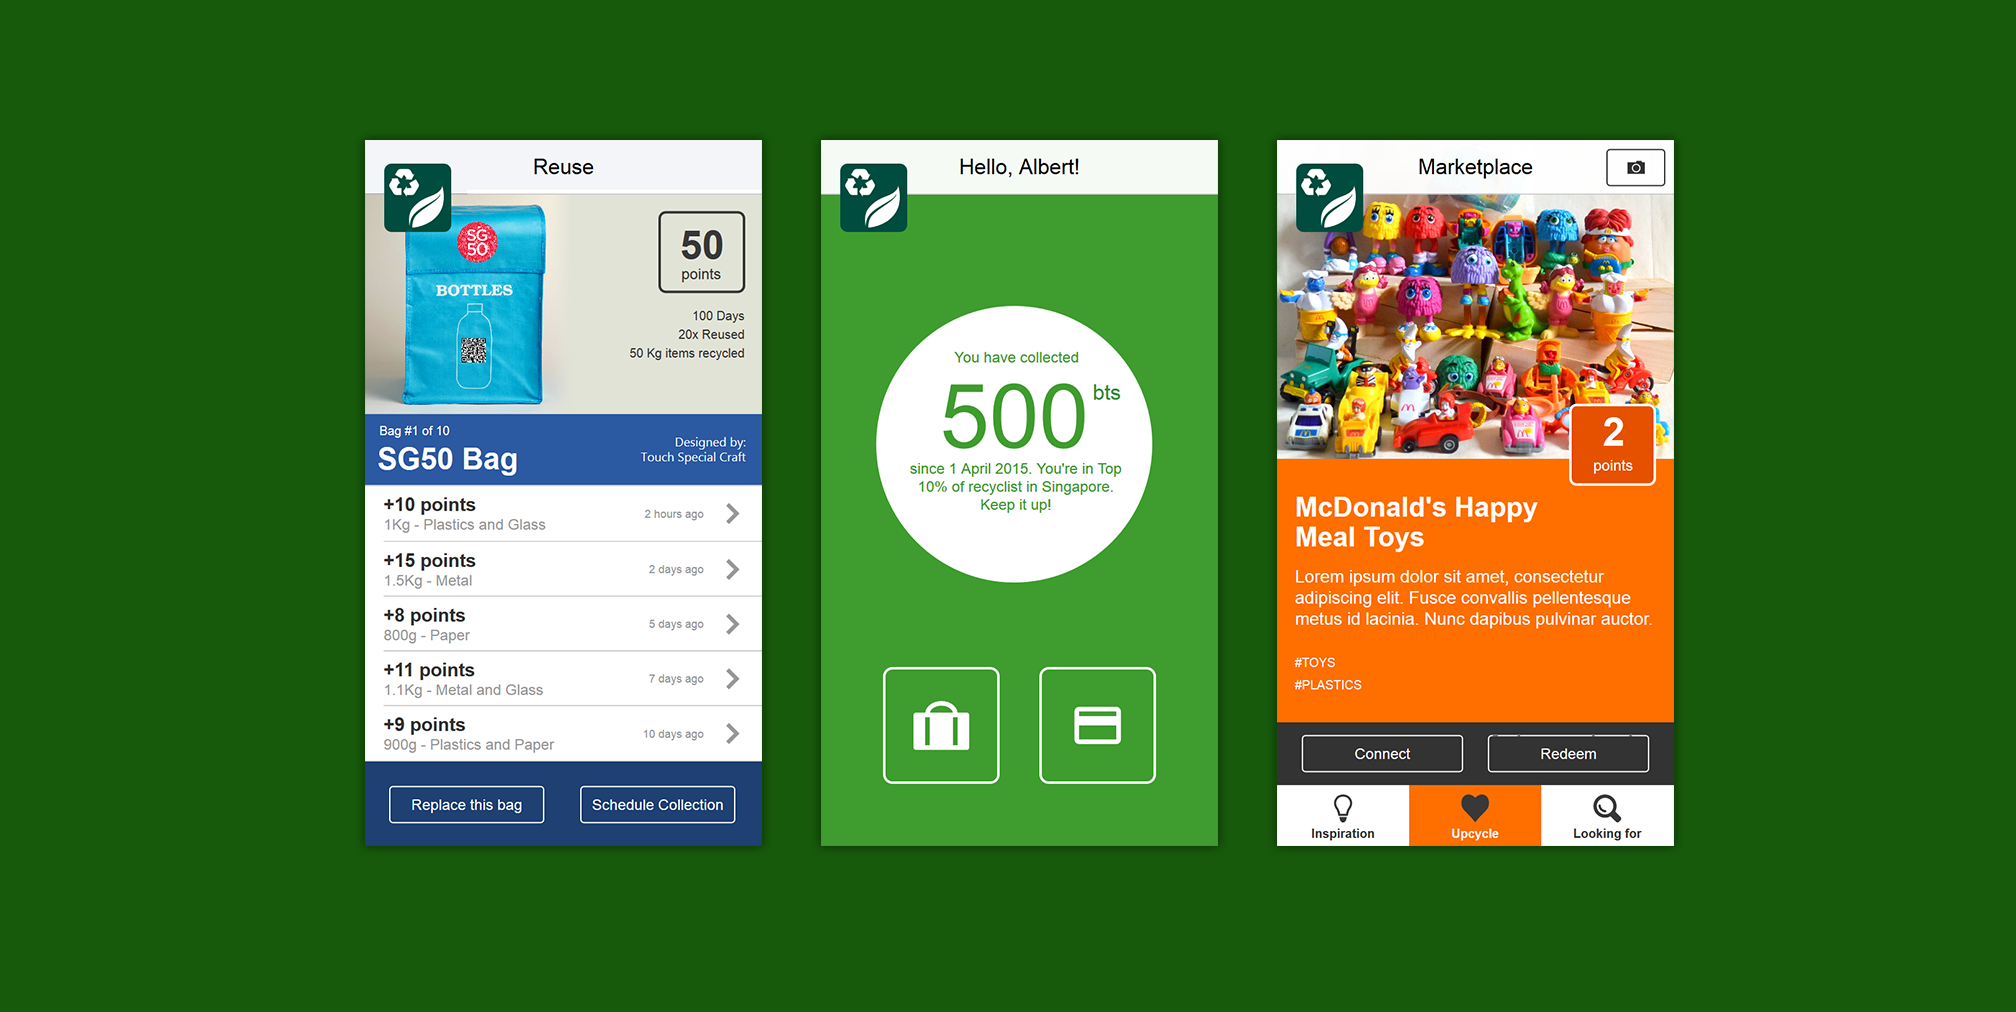 Reuse
SG
50
BOTTLES
50
points
100 Days
20x Reused
50 Kg items recycled
Bag #1 of 10
SG50 Bag
Designed by:
Touch Special Craft
+10 points
1Kg - Plastics and Glass
2 hours ago
+15 points
1.5Kg - Metal
2 days ago
+8 points
800g - Paper
5 days ago
+11 points
1.1Kg - Metal and Glass
7 days ago
+9 points
900g - Plastics and Paper
10 days ago
Replace this bag
Schedule Collection
Hello, Albert!
You have collected
500 bts
since 1 April 2015. You're in Top
10% of recyclist in Singapore.
Keep it up!
Marketplace
2
points
McDonald's Happy
Meal Toys
Lorem ipsum dolor sit amet, consectetur
adipiscing elit. Fusce convallis pellentesque
metus id lacinia. Nunc dapibus pulvinar auctor.
#TOYS
#PLASTICS
Connect
Redeem
Inspiration
Upcycle
Looking for